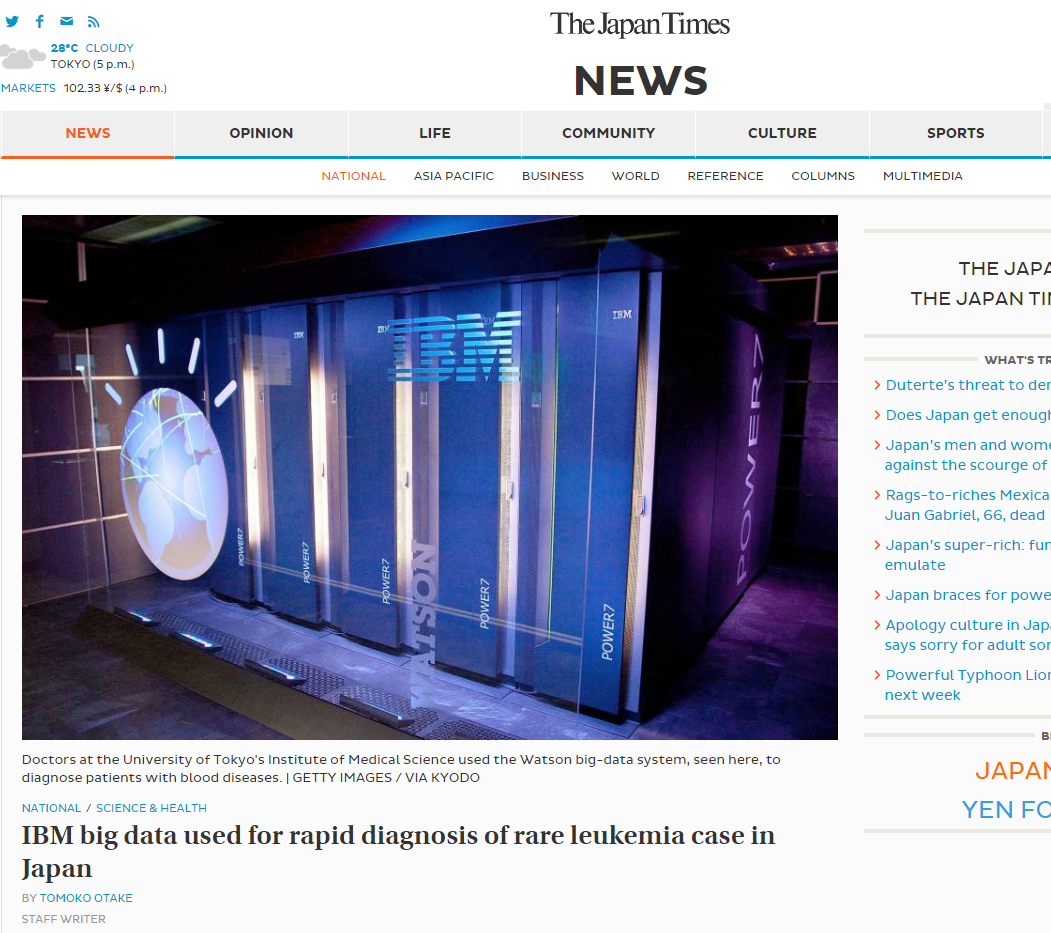 The Japan Times
28°C CLOUDY
TOKYO (5 p.m.)
NEWS
MARKETS 102.33 ¥/$ (4 p.m.)
NEWS OPINION LIFE COMMUNITY CULTURE SPORTS
NATIONAL ASIA PACIFIC BUSINESS WORLD REFERENCE COLUMNS MULTIMEDIA
IBM
IBM
IBM
IBM
POWER7
POWER7
POWER7
POWER7
POWER7
POWER7
WATSON
Doctors at the University of Tokyo's Institute of Medical Science used the Watson big-data system, seen here, to
diagnose patients with blood diseases. | GETTY IMAGES / VIA KYODO
NATIONAL / SCIENCE & HEALTH
IBM big data used for rapid diagnosis of rare leukemia case in
Japan
BY TOMOKO OTAKE
STAFF WRITER
THE JAPA
THE JAPAN TI
WHAT'S TR
Duterte's threat to der
Does Japan get enough
Japan's men and wome
against the scourge of
Rags-to-riches Mexica
Juan Gabriel, 66, dead
Japan's super-rich: fun
emulate
Japan braces for powe
Apology culture in Japa
says sorry for adult so
Powerful Typhoon Lion
next week
JAPAN
YEN FO